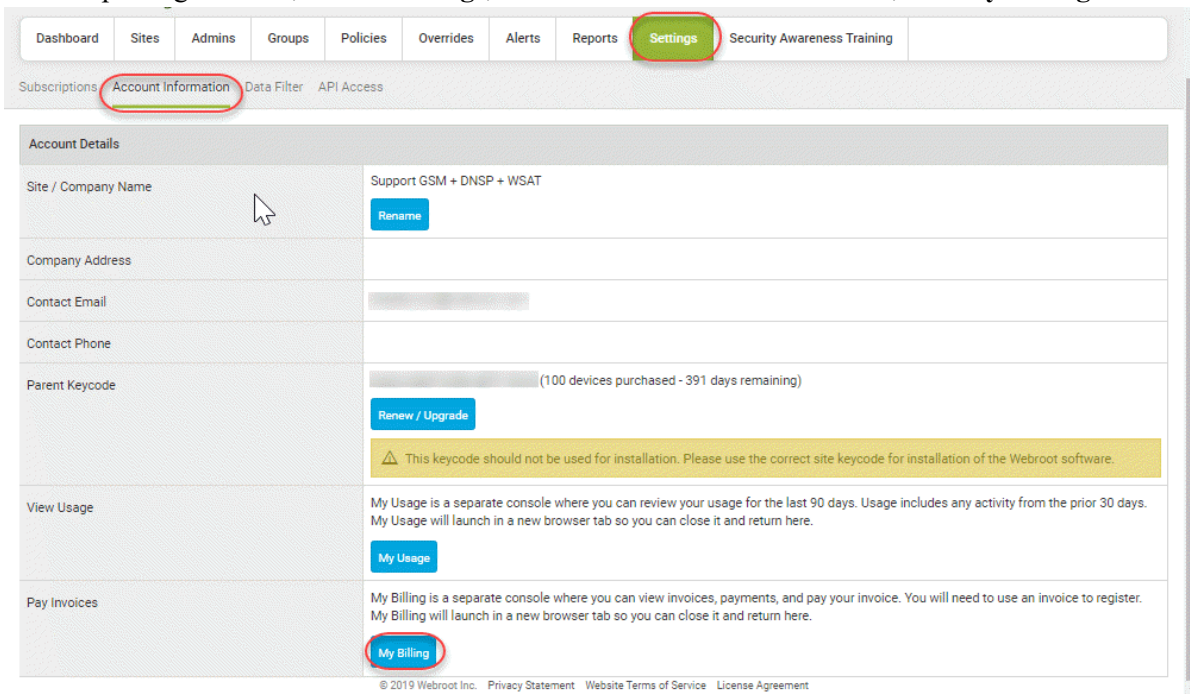 Dashboard Sites Admins Groups Policies Overrides Alerts Reports Settings Security Awareness Training
Subscriptions Account Information Data Filter API Access
Account Details
Site / Company Name
Support GSM + DNSP + WSAT
Rename
Company Address
Contact Email
Contact Phone
Parent Keycode
(100 devices purchased - 391 days remaining)
Renew / Upgrade
This keycode should not be used for installation. Please use the correct site keycode for installation of the Webroot software.
View Usage
My Usage is a separate console where you can review your usage for the last 90 days. Usage includes any activity from the prior 30 days.
My Usage will launch in a new browser tab so you can close it and return here.
My Usage
Pay Invoices
My Billing is a separate console where you can view invoices, payments, and pay your invoice. You will need to use an invoice to register.
My Billing will launch in a new browser tab so you can close it and return here.
My Billing
© 2019 Webroot Inc. Privacy Statement Website Terms of Service License Agreement